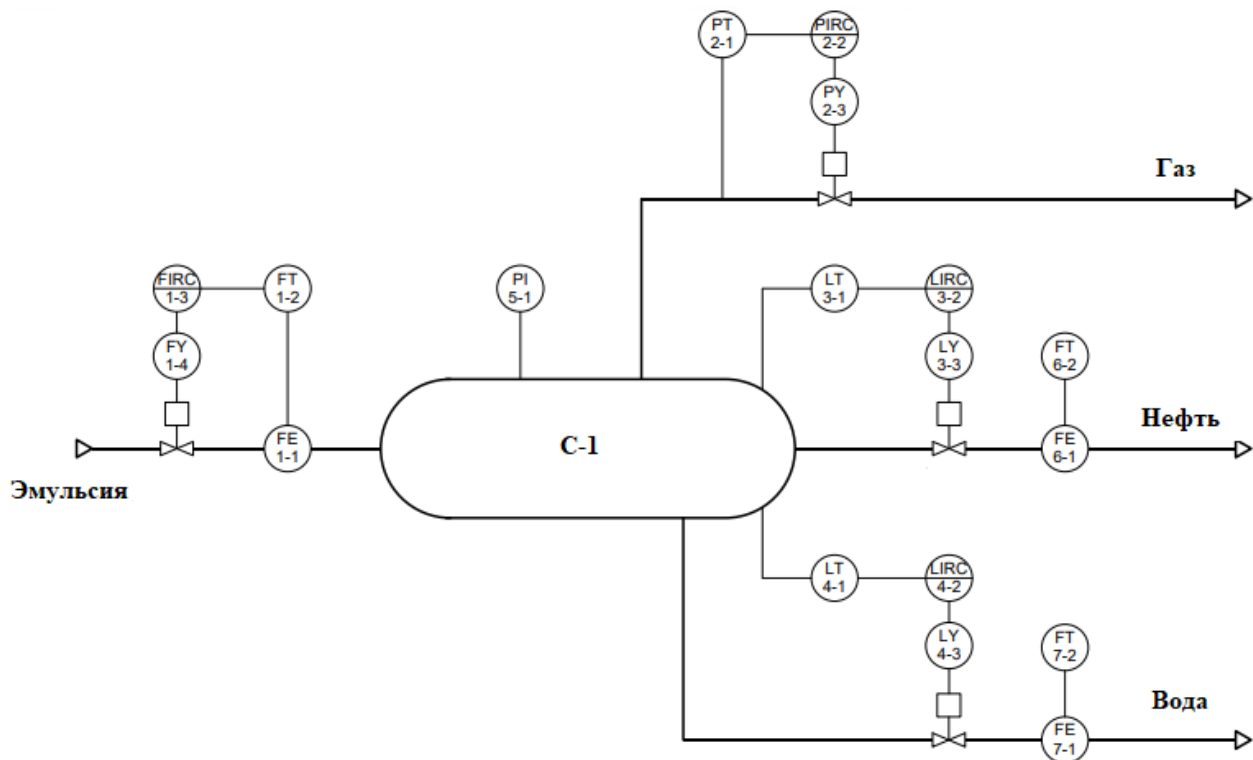 PT
2-1
PIRC
2-2
PY
2-3
Газ
FIRC
1-3
FT
1-2
PI
5-1
LT
3-1
LIRC
3-2
FY
1-4
LY
3-3
FT
6-2
FE
1-1
С-1
FE
6-1
Нефть
Эмульсия
LT
4-1
LIRC
4-2
LY
4-3
FT
7-2
Вода
FE
7-1